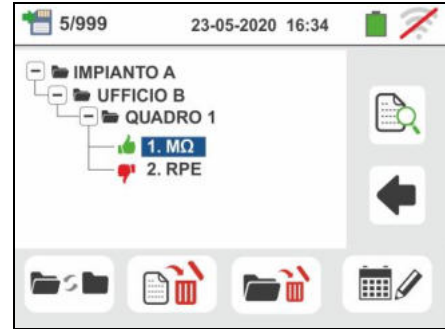 5/999 23-05-2020 16:34
IMPIANTO A
UFFICIO B
QUADRO 1
1. MΩ
2. RPE